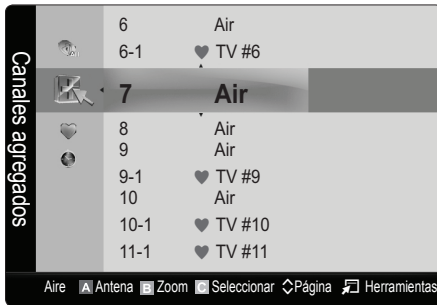 Canales agregados
6 Air
6-1 ♥ TV #6
7 Air
8 Air
9 Air
9-1 ♥ TV #9
10 Air
10-1 ♥ TV #10
11-1 ♥ TV #11
Aire A Antena B Zoom C Seleccionar Página Herramientas